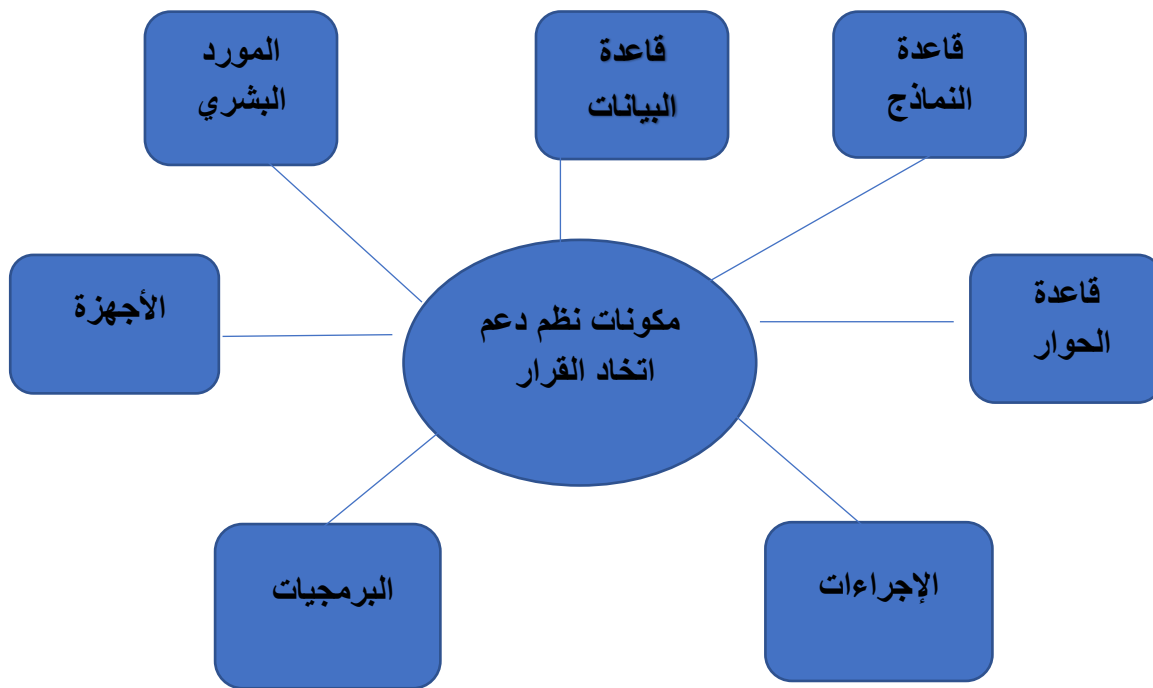 قاعدة
النماذج
قاعدة
البيانات
المورد
البشري
قاعدة
الحوار
مكونات نظم دعم
اتخاد القرار
الأجهزة
الإجراءات
البرمجيات